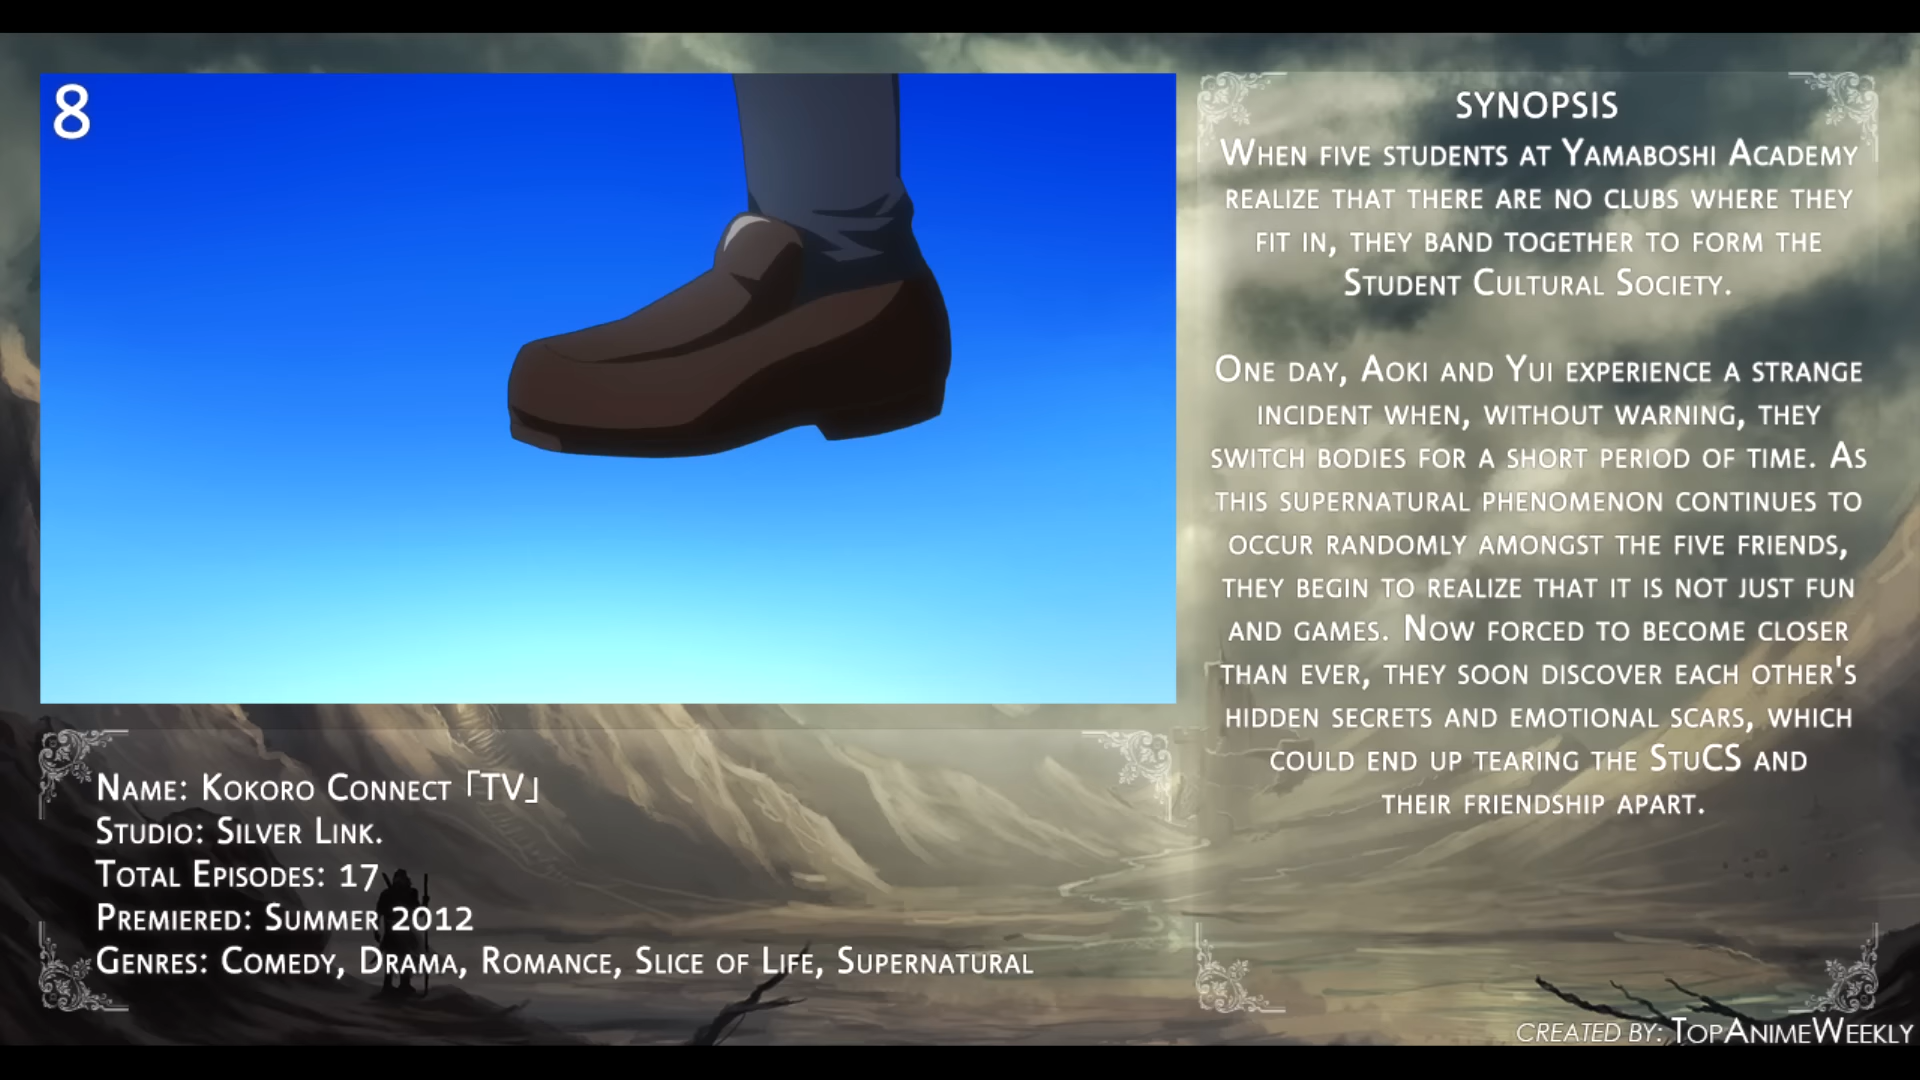 8
SYNOPSIS
When five students at Yamaboshi Academy
realize that there are no clubs where they
fit in, they band together to form the
Student Cultural Society.
One day, Aoki and Yui experience a strange
incident when, without warning, they
switch bodies for a short period of time. As
this supernatural phenomenon continues to
occur randomly amongst the five friends,
they begin to realize that it is not just fun
and games. Now forced to become closer
than ever, they soon discover each other's
hidden secrets and emotional scars, which
could end up tearing the StuCS and
their friendship apart.
Name: Kokoro Connect「TV」
Studio: Silver Link.
Total Episodes: 17
Premiered: Summer 2012
Genres: Comedy, Drama, Romance, Slice of Life, Supernatural
CREATED BY: TopAnimeWeekly